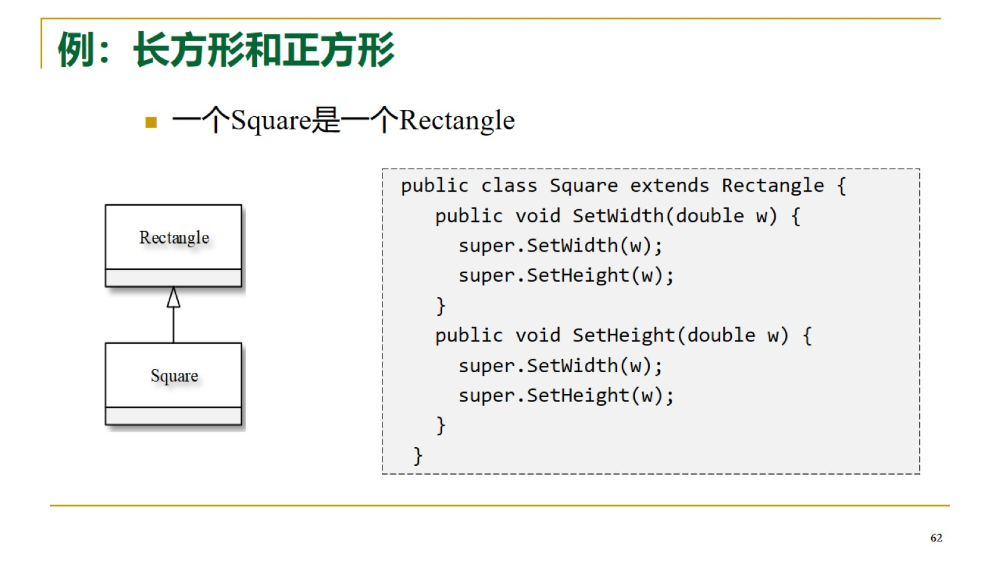 例：长方形和正方形
一个Square是一个Rectangle
Rectangle
Square
public class Square extends Rectangle {
public void SetWidth(double w) {
super.SetWidth(w);
super.SetHeight(w);
}
public void SetHeight(double w) {
super.SetWidth(w);
super.SetHeight(w);
}
}
62